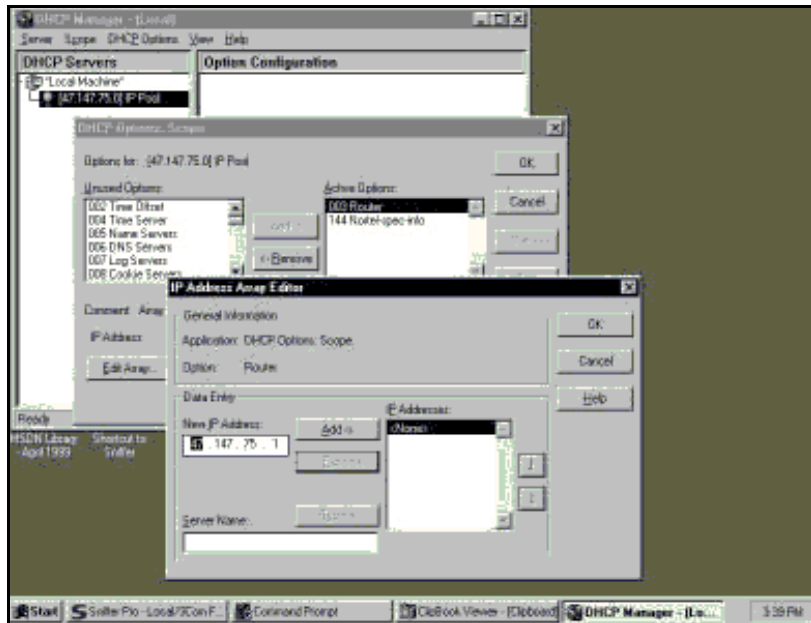 DHCP Manager - (Local)
Server Scope DHCP Options View Help
DHCP Servers
Option Configuration
"Local Machine"
[47.147.75.0] IP Pool
DHCP Options: Scope
Options for: [47.147.75.0] IP Pool
OK
Unused Options:
Active Options:
Cancel
002 Time Offset
004 Time Server
005 Name Servers
006 DNS Servers
007 Log Servers
008 Cookie Servers
Add ->
<- Remove
003 Router
144 Nortel-spec-info
IP Address Array Editor
Comment: Array
IP Address
Edit Array...
General Information
Application: DHCP Options: Scope.
Option: Router
OK
Cancel
Help
Data Entry
New IP Address:
47 . 147 . 75 . 1
Add ->
IP Addresses:
<None>
Server Name:
Ready
MSDN Library - April 1999
Shortcut to Sniffer
Start
Sniffer Pro - Local/3Com F...
Command Prompt
ClipBook Viewer - [Clipboard]
DHCP Manager - (Lo...
3:39 PM